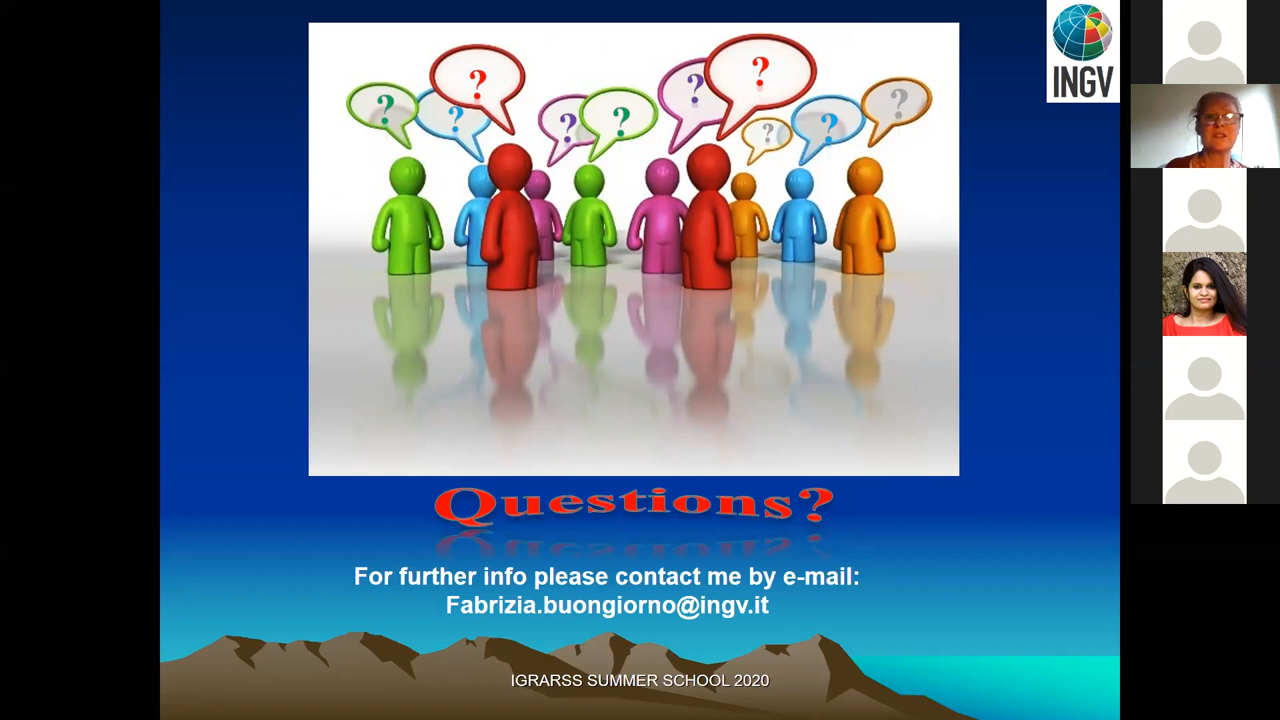 ? ? ? ? ? ? ? ? ? ?
INGV
Questions?
For further info please contact me by e-mail:
Fabrizia.buongiorno@ingv.it
IGRARSS SUMMER SCHOOL 2020